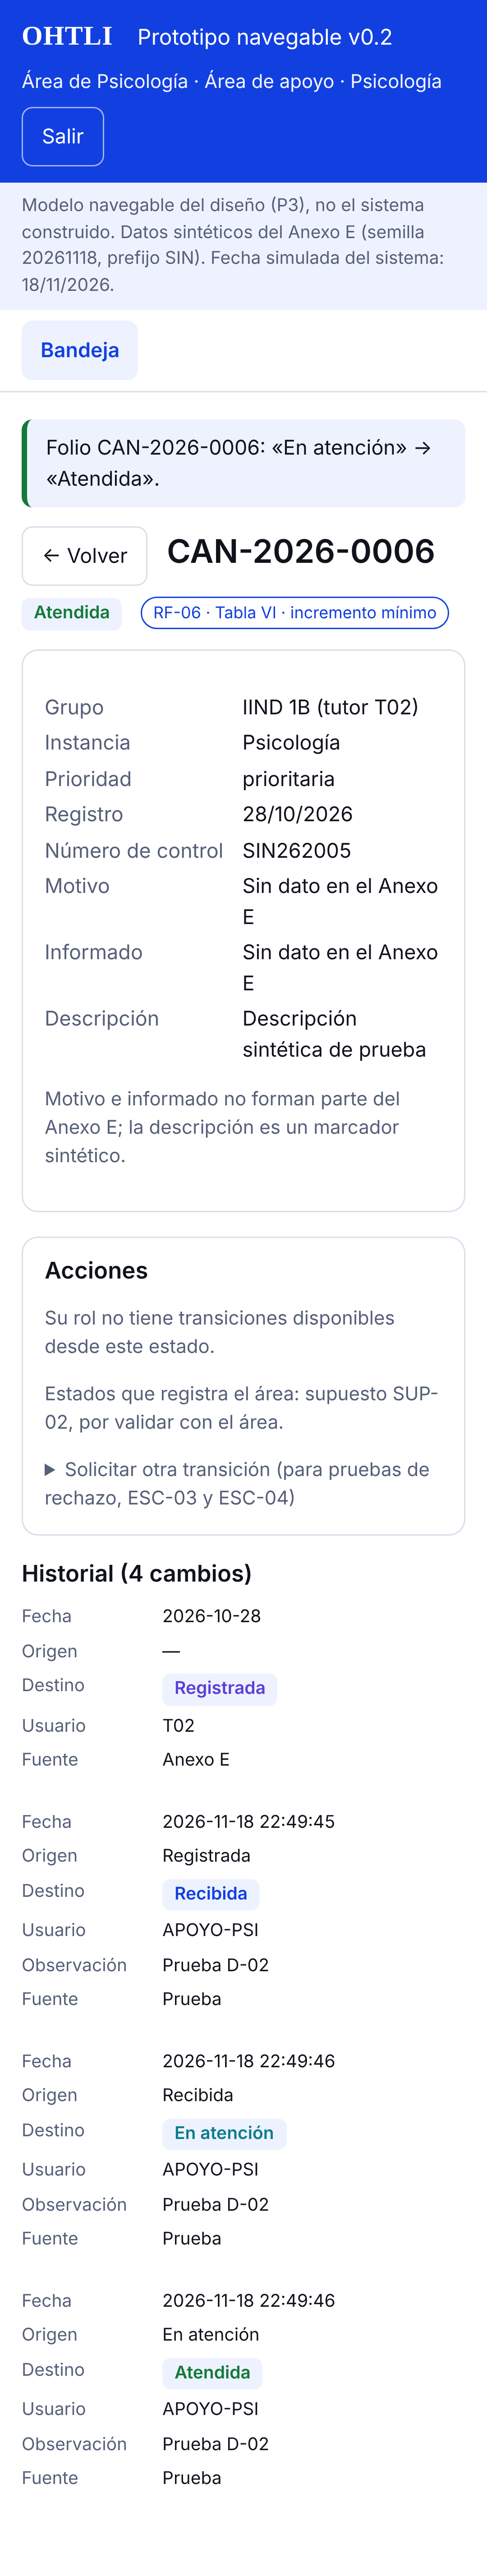 OHTLI Prototipo navegable v0.2
Área de Psicología · Área de apoyo · Psicología
Salir
Modelo navegable del diseño (P3), no el sistema
construido. Datos sintéticos del Anexo E (semilla
20261118, prefijo SIN). Fecha simulada del sistema:
18/11/2026.
Bandeja
Folio CAN-2026-0006: «En atención» →
«Atendida».
← Volver CAN-2026-0006
Atendida RF-06 · Tabla VI · incremento mínimo
Grupo IIND 1B (tutor T02)
Instancia Psicología
Prioridad prioritaria
Registro 28/10/2026
Número de control SIN262005
Motivo Sin dato en el Anexo
E
Informado Sin dato en el Anexo
E
Descripción Descripción
sintética de prueba
Motivo e informado no forman parte del
Anexo E; la descripción es un marcador
sintético.
Acciones
Su rol no tiene transiciones disponibles
desde este estado.
Estados que registra el área: supuesto SUP-
02, por validar con el área.
▶ Solicitar otra transición (para pruebas de
rechazo, ESC-03 y ESC-04)
Historial (4 cambios)
Fecha 2026-10-28
Origen —
Destino Registrada
Usuario T02
Fuente Anexo E
Fecha 2026-11-18 22:49:45
Origen Registrada
Destino Recibida
Usuario APOYO-PSI
Observación Prueba D-02
Fuente Prueba
Fecha 2026-11-18 22:49:46
Origen Recibida
Destino En atención
Usuario APOYO-PSI
Observación Prueba D-02
Fuente Prueba
Fecha 2026-11-18 22:49:46
Origen En atención
Destino Atendida
Usuario APOYO-PSI
Observación Prueba D-02
Fuente Prueba